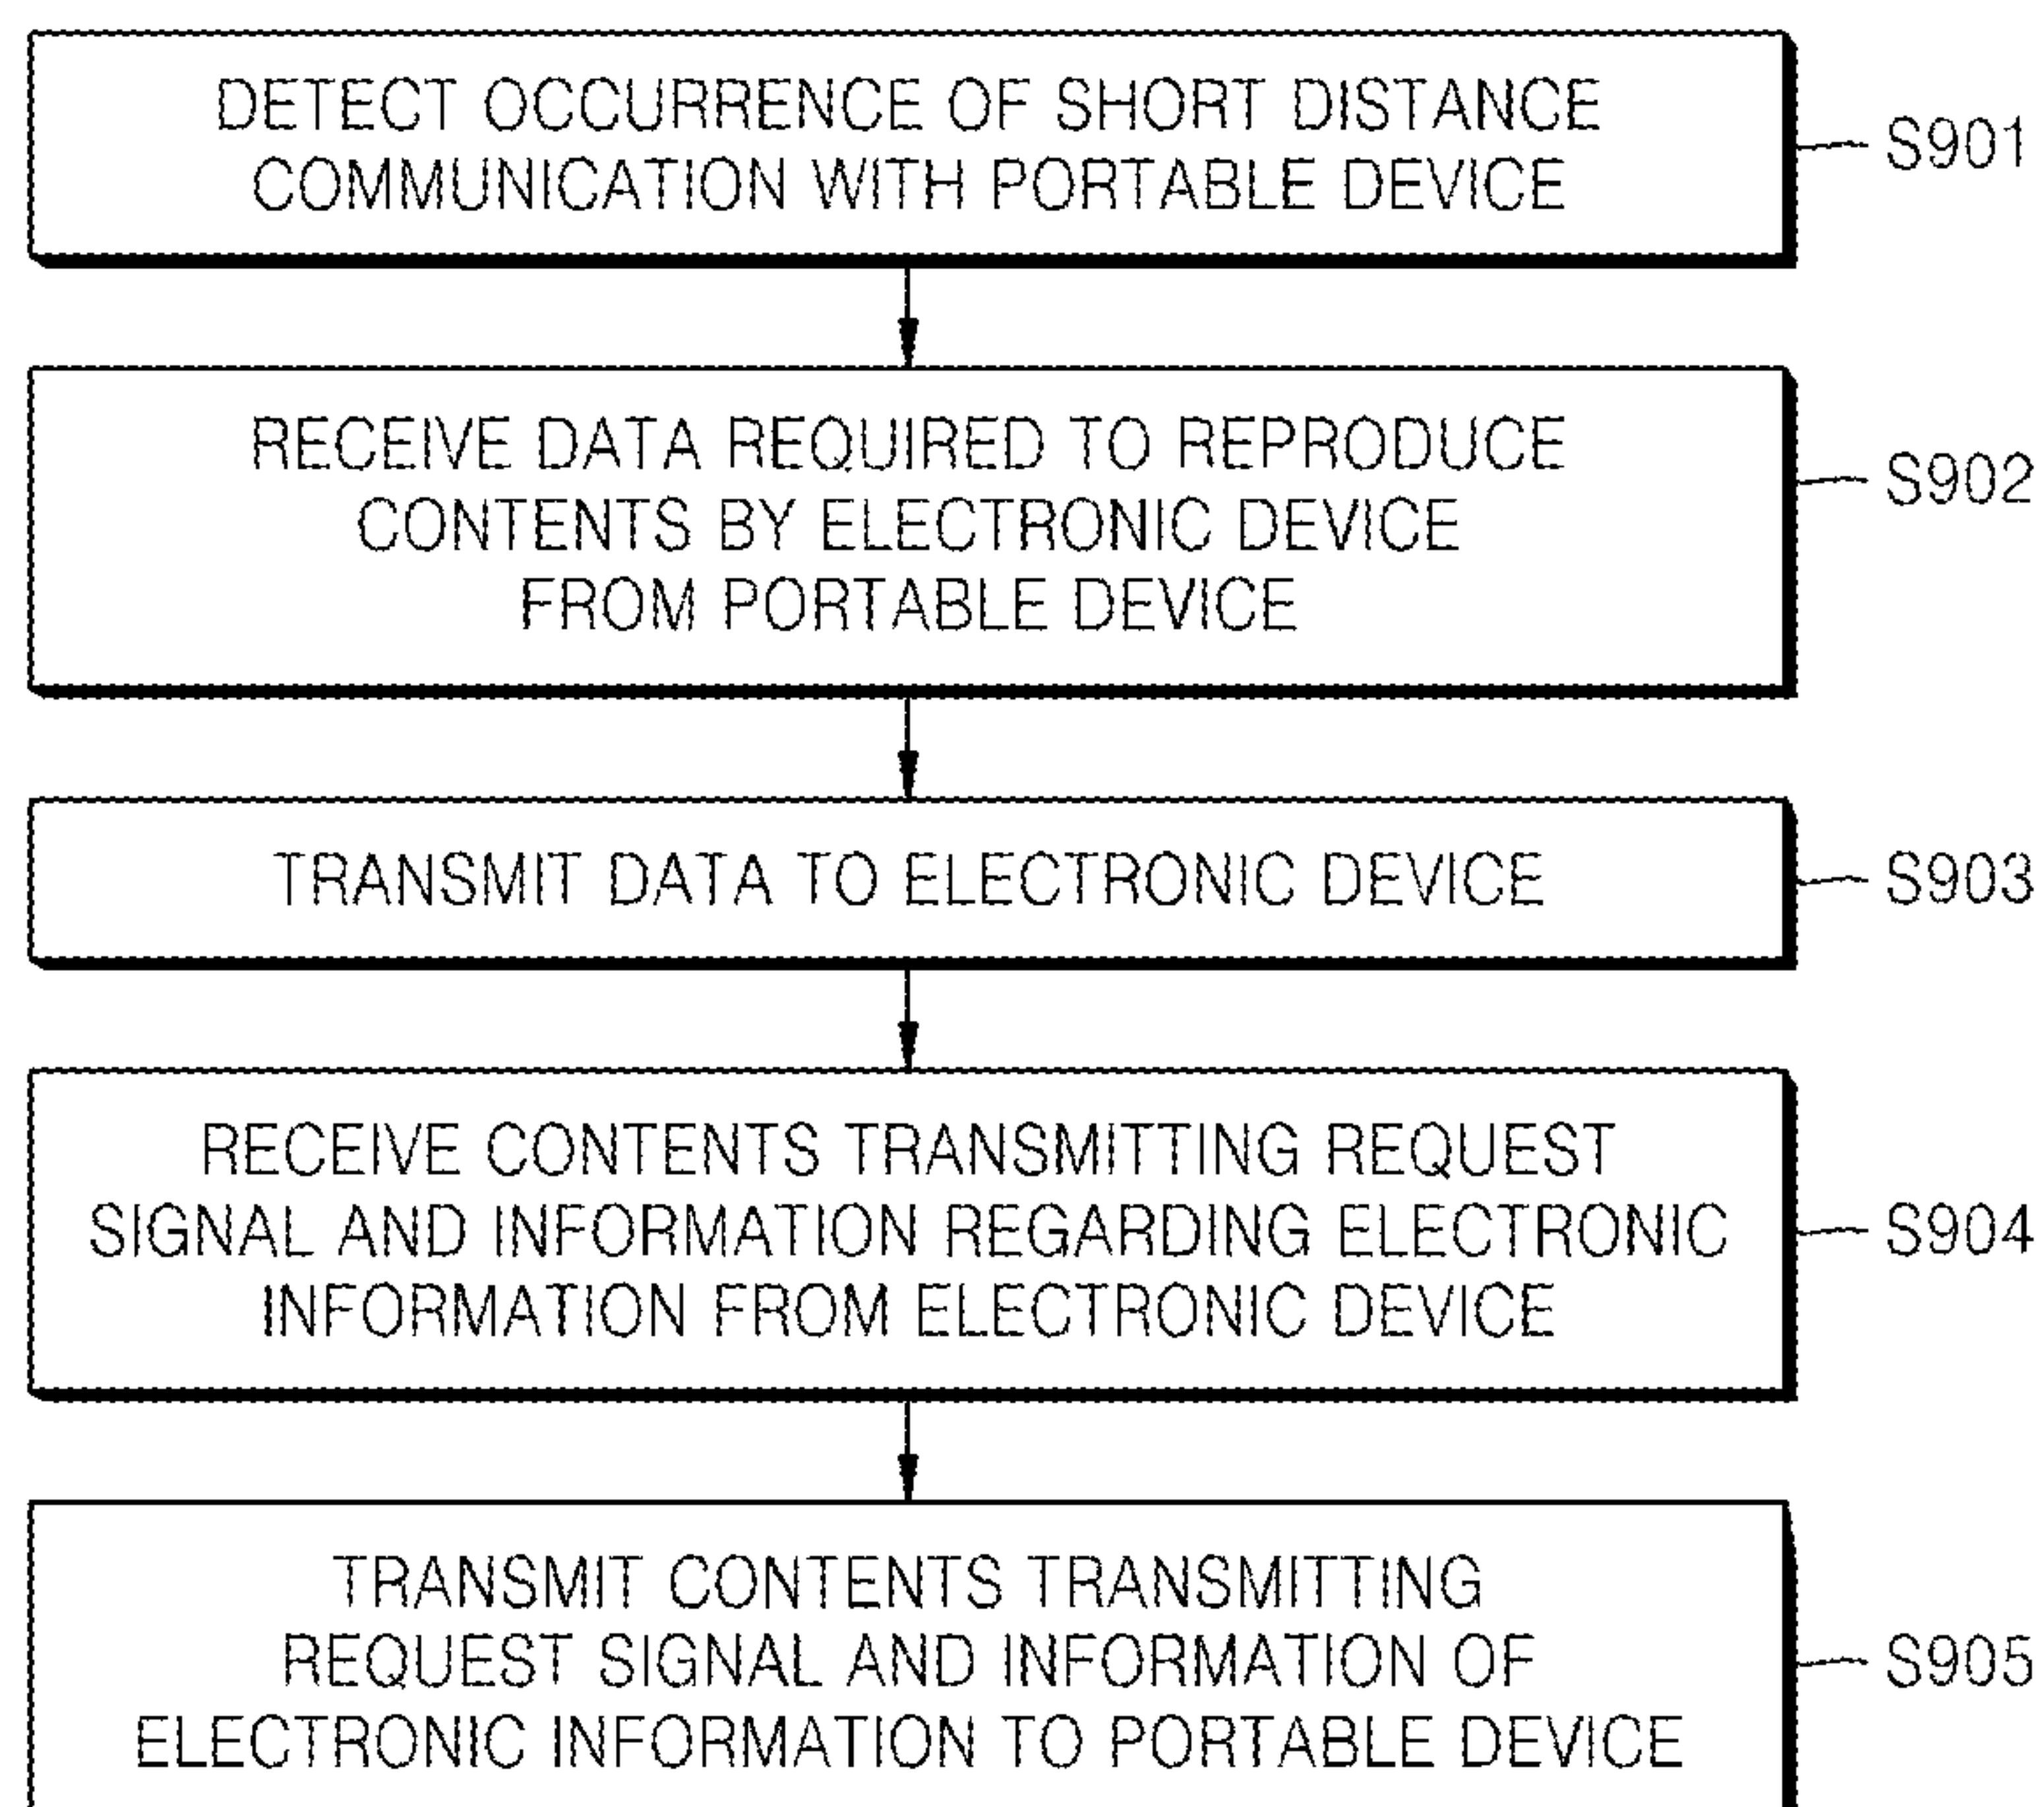 DETECT OCCURRENCE OF SHORT DISTANCE
COMMUNICATION WITH PORTABLE DEVICE
S901
RECEIVE DATA REQUIRED TO REPRODUCE
CONTENTS BY ELECTRONIC DEVICE
FROM PORTABLE DEVICE
S902
TRANSMIT DATA TO ELECTRONIC DEVICE
S903
RECEIVE CONTENTS TRANSMITTING REQUEST
SIGNAL AND INFORMATION REGARDING ELECTRONIC
INFORMATION FROM ELECTRONIC DEVICE
S904
TRANSMIT CONTENTS TRANSMITTING
REQUEST SIGNAL AND INFORMATION OF
ELECTRONIC INFORMATION TO PORTABLE DEVICE
S905